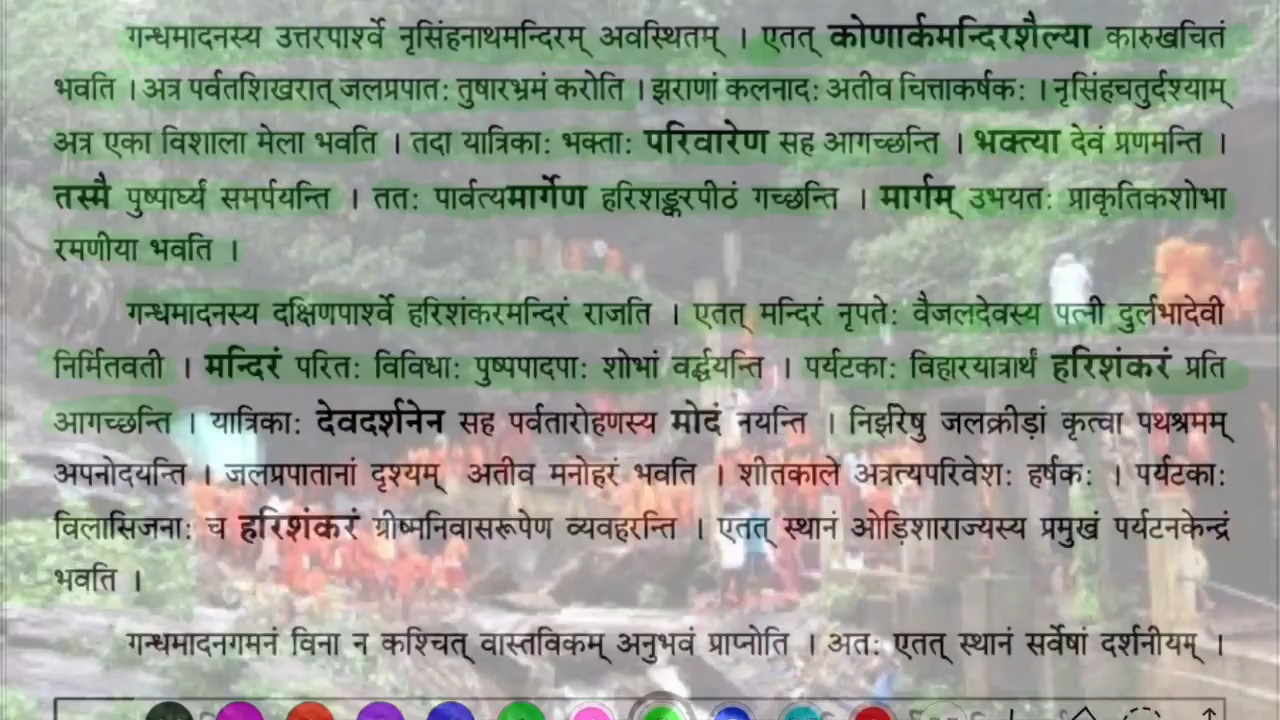 गन्धमादनस्य उत्तरपार्श्वे नृसिंहनाथमन्दिरम् अवस्थितम् । एतत् कोणार्कमन्दिरशैल्या कारुखचितं
भवति । अत्र पर्वतशिखरात् जलप्रपातः तुषारभ्रमं करोति । झराणां कलनादः अतीव चित्ताकर्षकः । नृसिंहचतुर्दश्याम्
अत्र एका विशाला मेला भवति । तदा यात्रिकाः भक्ताः परिवारेण सह आगच्छन्ति । भक्त्या देवं प्रणमन्ति ।
तस्मै पुष्पार्घ्यं समर्पयन्ति । ततः पार्वत्यमार्गेण हरिशङ्करपीठं गच्छन्ति । मार्गम् उभयतः प्राकृतिकशोभा
रमणीया भवति ।
गन्धमादनस्य दक्षिणपार्श्वे हरिशंकरमन्दिरं राजति । एतत् मन्दिरं नृपतेः वैजलदेवस्य पत्नी दुर्लभादेवी
निर्मितवती । मन्दिरं परितः विविधाः पुष्पपादपाः शोभां वर्द्धयन्ति । पर्यटकाः विहारयात्रार्थं हरिशंकरं प्रति
आगच्छन्ति । यात्रिकाः देवदर्शनेन सह पर्वतारोहणस्य मोदं नयन्ति । निर्झरेषु जलक्रीड़ां कृत्वा पथश्रमम्
अपनोदयन्ति । जलप्रपातानां दृश्यम् अतीव मनोहरं भवति । शीतकाले अत्रत्यपरिवेशः हर्षकः । पर्यटकाः
विलासिजनाः च हरिशंकरं ग्रीष्मनिवासरूपेण व्यवहरन्ति । एतत् स्थानं ओड़िशाराज्यस्य प्रमुखं पर्यटनकेन्द्रं
भवति ।
गन्धमादनगमनं विना न कश्चित् वास्तविकम् अनुभवं प्राप्नोति । अतः एतत् स्थानं सर्वेषां दर्शनीयम् ।